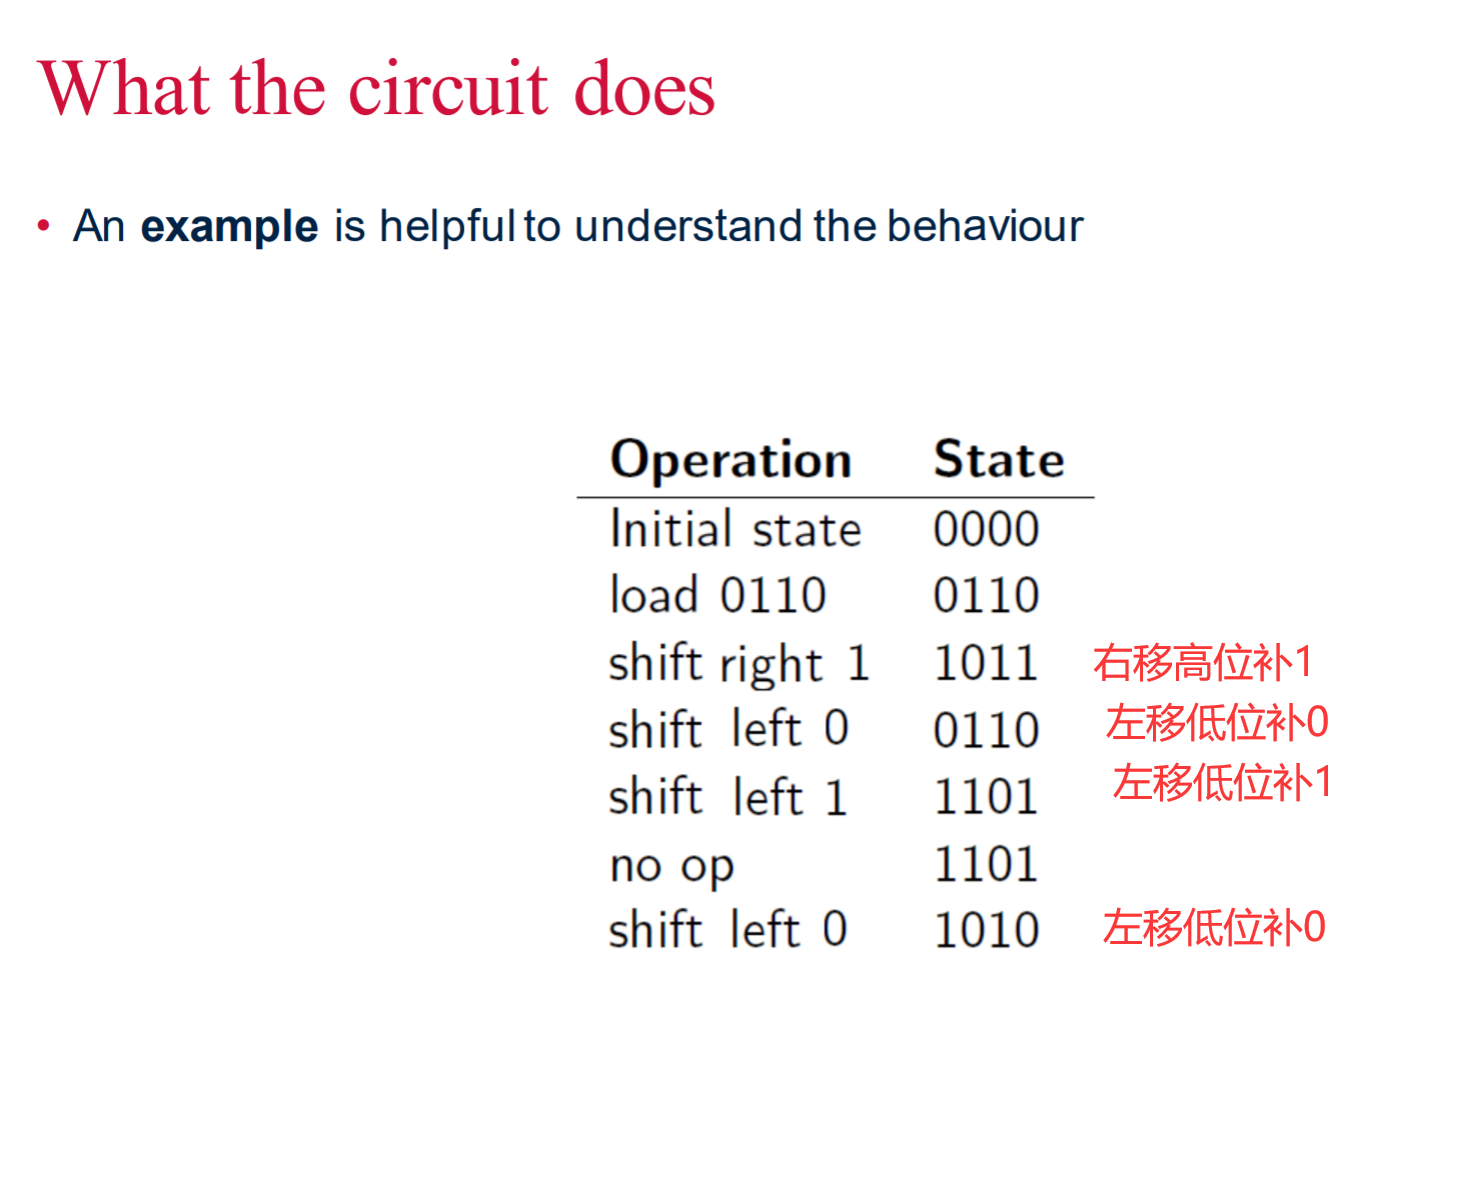 What the circuit does
• An example is helpful to understand the behaviour
Operation State
Initial state 0000
load 0110 0110
shift right 1 1011 右移高位补1
shift left 0 0110 左移低位补0
shift left 1 1101 左移低位补1
no op 1101
shift left 0 1010 左移低位补0